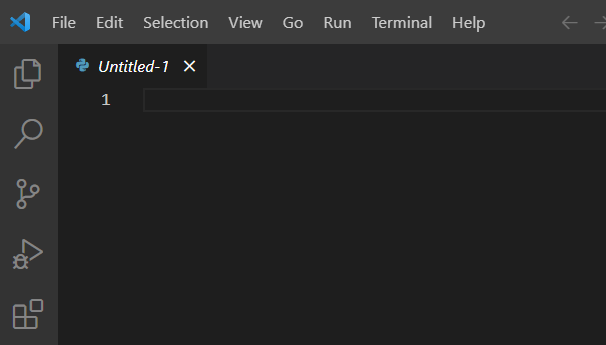 File Edit Selection View Go Run Terminal Help
Untitled-1
1